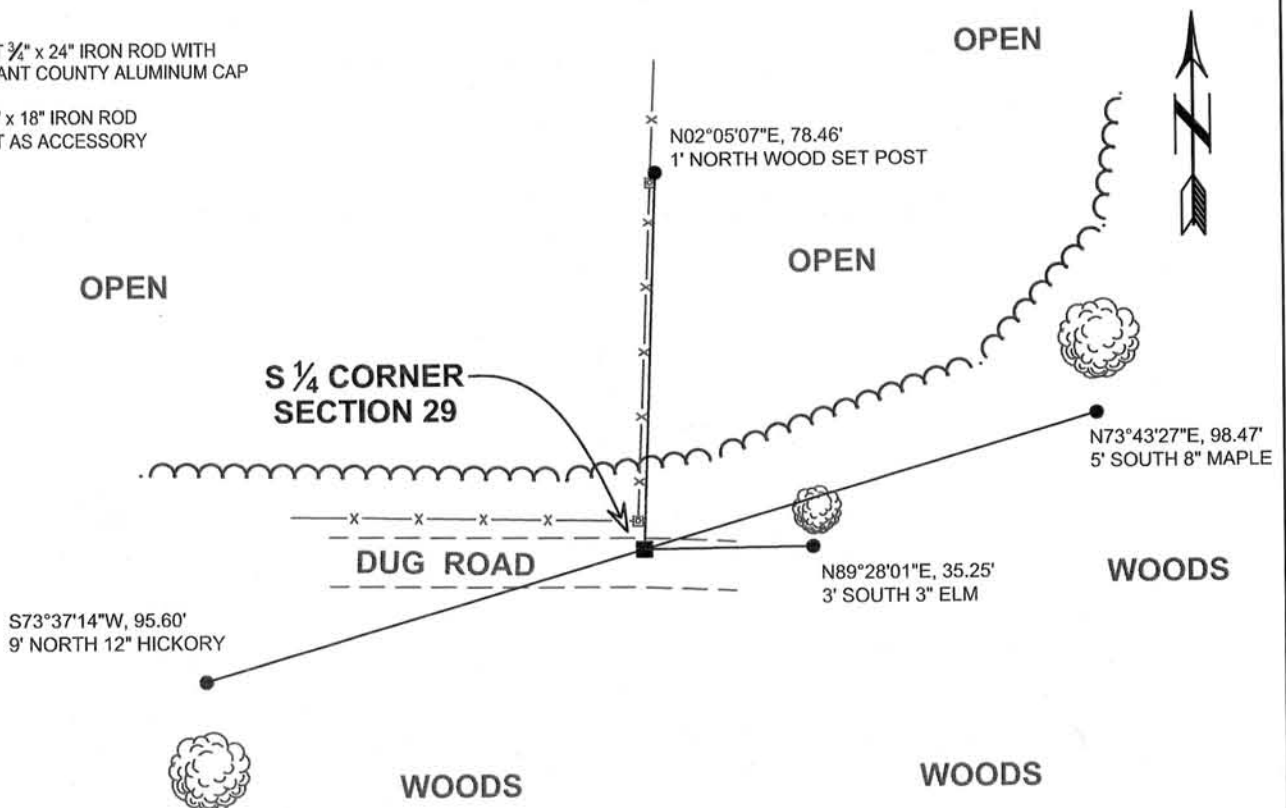 ¾" x 24" IRON ROD WITH
COUNTY ALUMINUM CAP
x 18" IRON ROD
AS ACCESSORY
OPEN
N
N02°05'07"E, 78.46'
1' NORTH WOOD SET POST
OPEN
OPEN
S ¼ CORNER
SECTION 29
N73°43'27"E, 98.47'
5' SOUTH 8" MAPLE
DUG ROAD
N89°28'01"E, 35.25'
3' SOUTH 3" ELM
WOODS
S73°37'14"W, 95.60'
9' NORTH 12" HICKORY
WOODS
WOODS